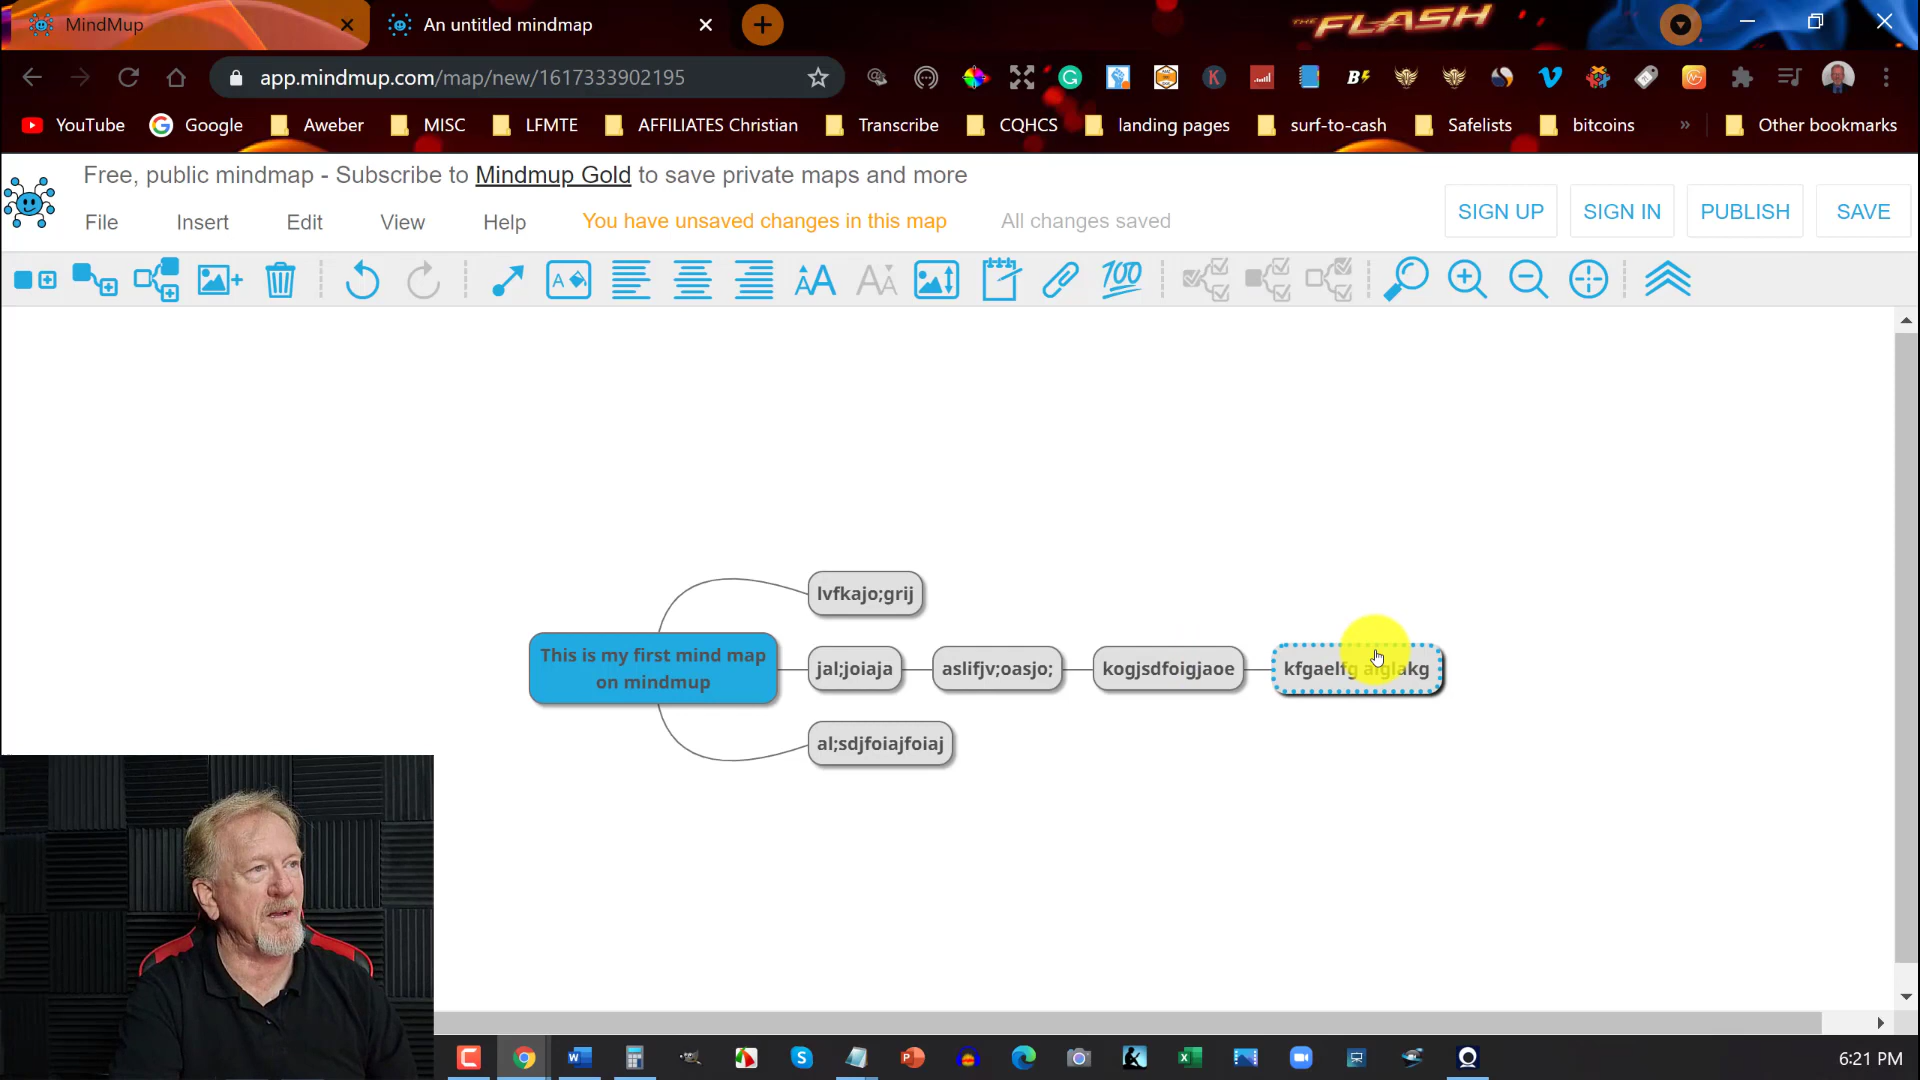 MindMup
An untitled mindmap
THE FLASH
app.mindmup.com/map/new/1617333902195
YouTube Google Aweber MISC LFMTE AFFILIATES Christian Transcribe CQHCS landing pages surf-to-cash Safelists bitcoins » Other bookmarks
Free, public mindmap - Subscribe to Mindmup Gold to save private maps and more
File Insert Edit View Help You have unsaved changes in this map All changes saved
SIGN UP SIGN IN PUBLISH SAVE
lvfkajo;grij
This is my first mind map
on mindmup
jal;joiaja
aslifjv;oasjo;
kogjsdfoigjaoe
kfgaelfg aiglakg
al;sdjfoiajfoiaj
6:21 PM